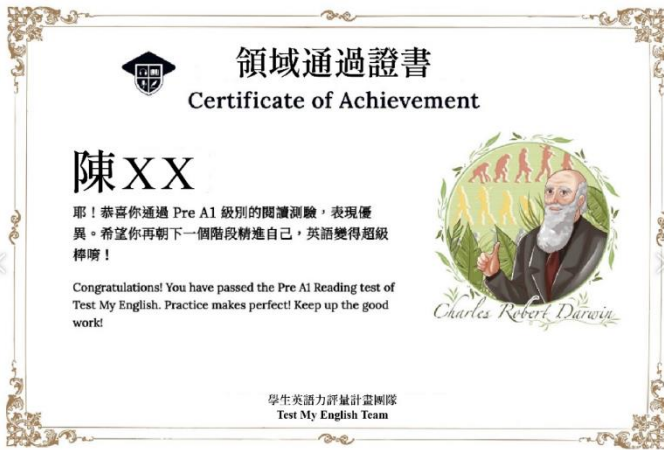 領域通過證書
Certificate of Achievement
陳XX
耶！恭喜你通過 Pre A1 級別的閱讀測驗，表現優
異。希望你再朝下一個階段精進自己，英語變得超級
棒唷！
Congratulations! You have passed the Pre A1 Reading test of
Test My English. Practice makes perfect! Keep up the good
work!
Charles Robert Darwin
學生英語力評量計畫團隊
Test My English Team